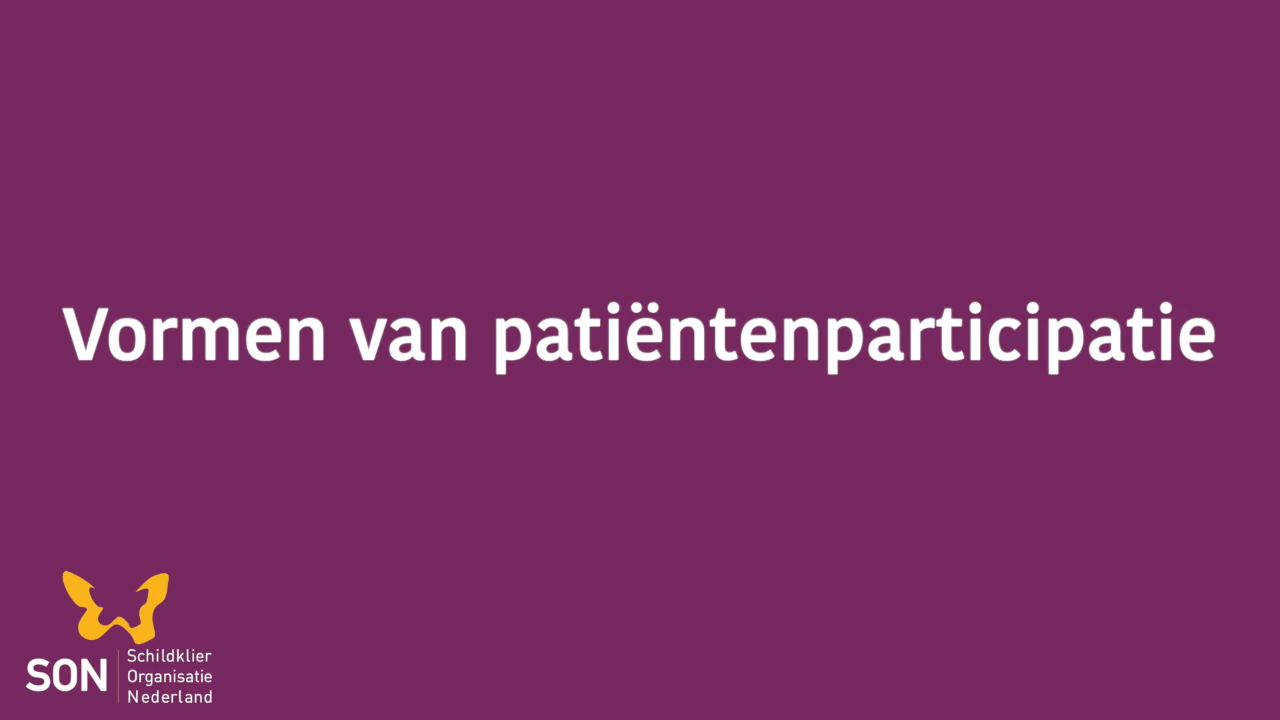 Vormen van patiëntenparticipatie
SON
Schildklier
Organisatie
Nederland